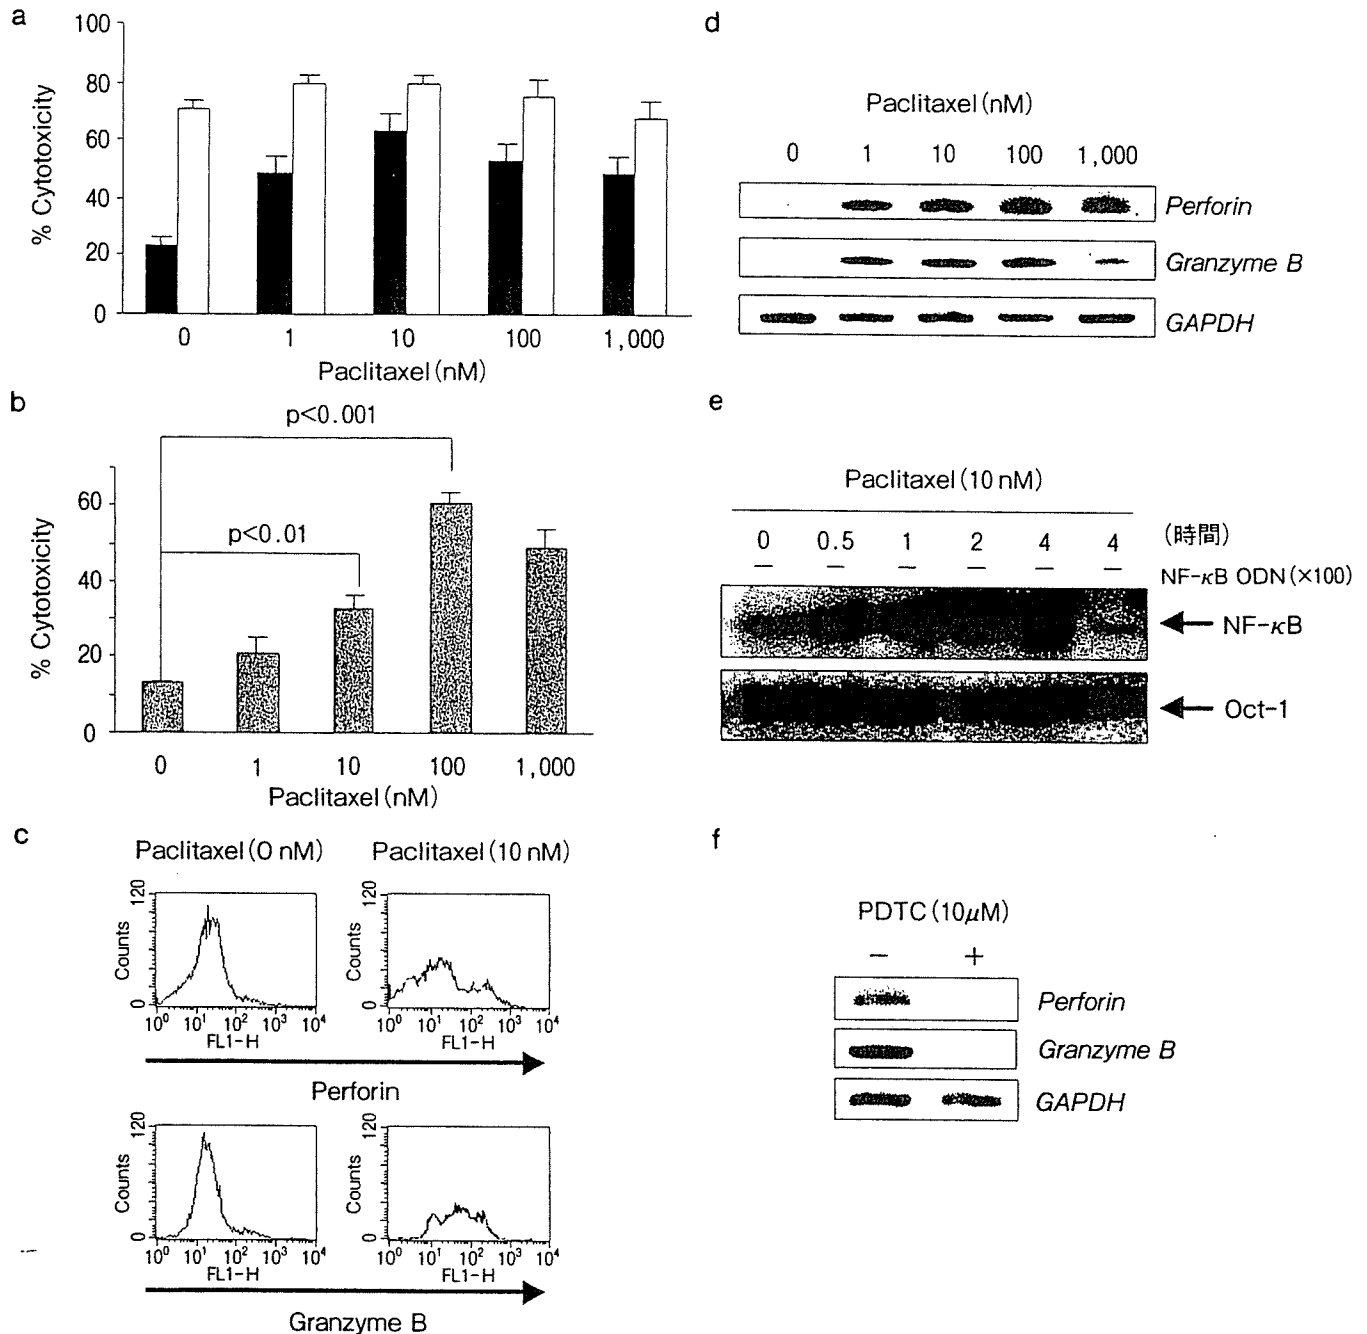 a
100
80
60
40
20
0
% Cytotoxicity
0 1 10 100 1,000
Paclitaxel (nM)
b
p<0.001
p<0.01
60
40
20
0
% Cytotoxicity
0 1 10 100 1,000
Paclitaxel (nM)
c
Paclitaxel (0 nM) Paclitaxel (10 nM)
120 120
Counts Counts
0 0
10⁰ 10¹ 10² 10³ 10⁴ 10⁰ 10¹ 10² 10³ 10⁴
FL1-H FL1-H
Perforin
120 120
Counts Counts
0 0
10⁰ 10¹ 10² 10³ 10⁴ 10⁰ 10¹ 10² 10³ 10⁴
FL1-H FL1-H
Granzyme B
d
Paclitaxel (nM)
0 1 10 100 1,000
Perforin
Granzyme B
GAPDH
e
Paclitaxel (10 nM)
0 0.5 1 2 4 4 (時間)
— — — — — — NF-κB ODN (×100)
NF-κB
Oct-1
f
PDTC (10μM)
− +
Perforin
Granzyme B
GAPDH